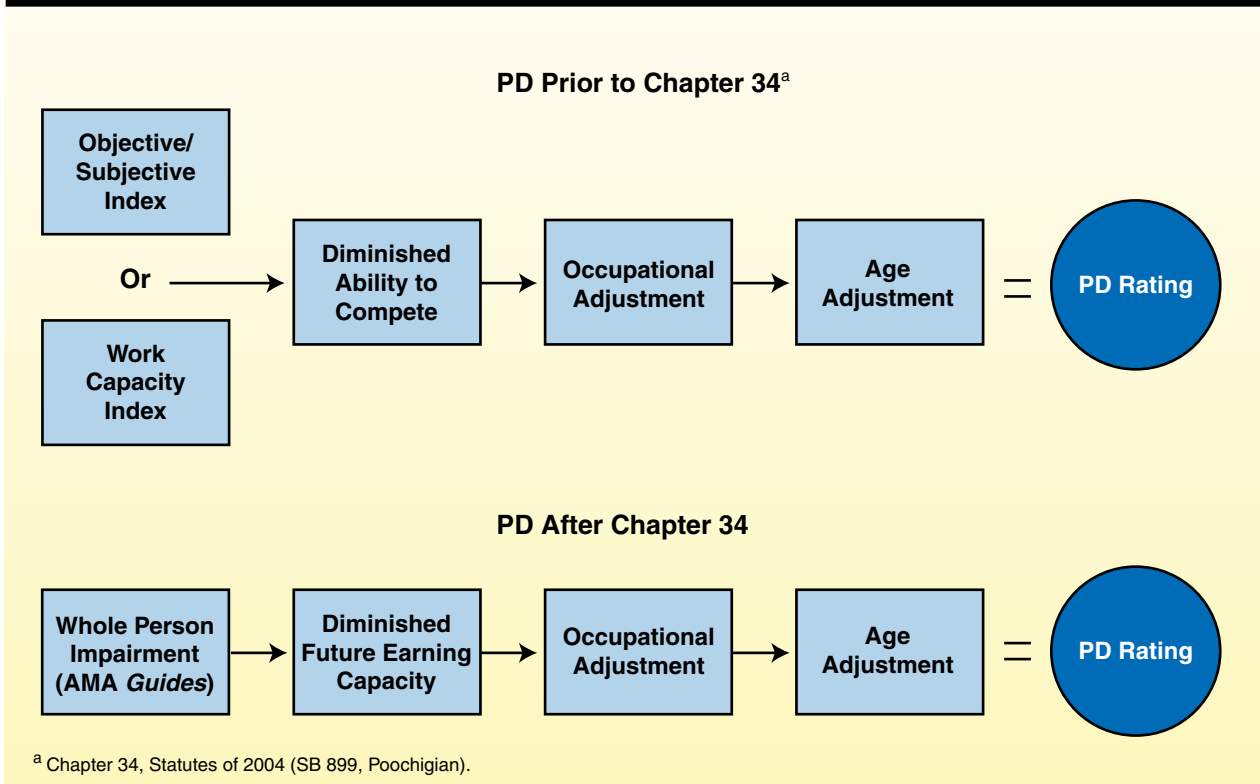 PD Prior to Chapter 34a
Objective/
Subjective
Index
Or
Work
Capacity
Index
Diminished
Ability to
Compete
Occupational
Adjustment
Age
Adjustment
=
PD Rating
PD After Chapter 34
Whole Person
Impairment
(AMA Guides)
Diminished
Future Earning
Capacity
Occupational
Adjustment
Age
Adjustment
=
PD Rating
a Chapter 34, Statutes of 2004 (SB 899, Poochigian).